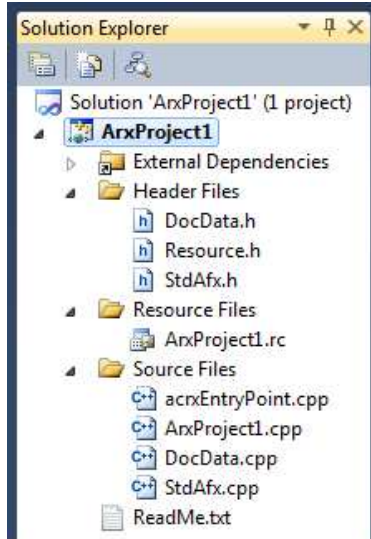 Solution Explorer
Solution 'ArxProject1' (1 project)
ArxProject1
External Dependencies
Header Files
DocData.h
Resource.h
StdAfx.h
Resource Files
ArxProject1.rc
Source Files
acrxEntryPoint.cpp
ArxProject1.cpp
DocData.cpp
StdAfx.cpp
ReadMe.txt